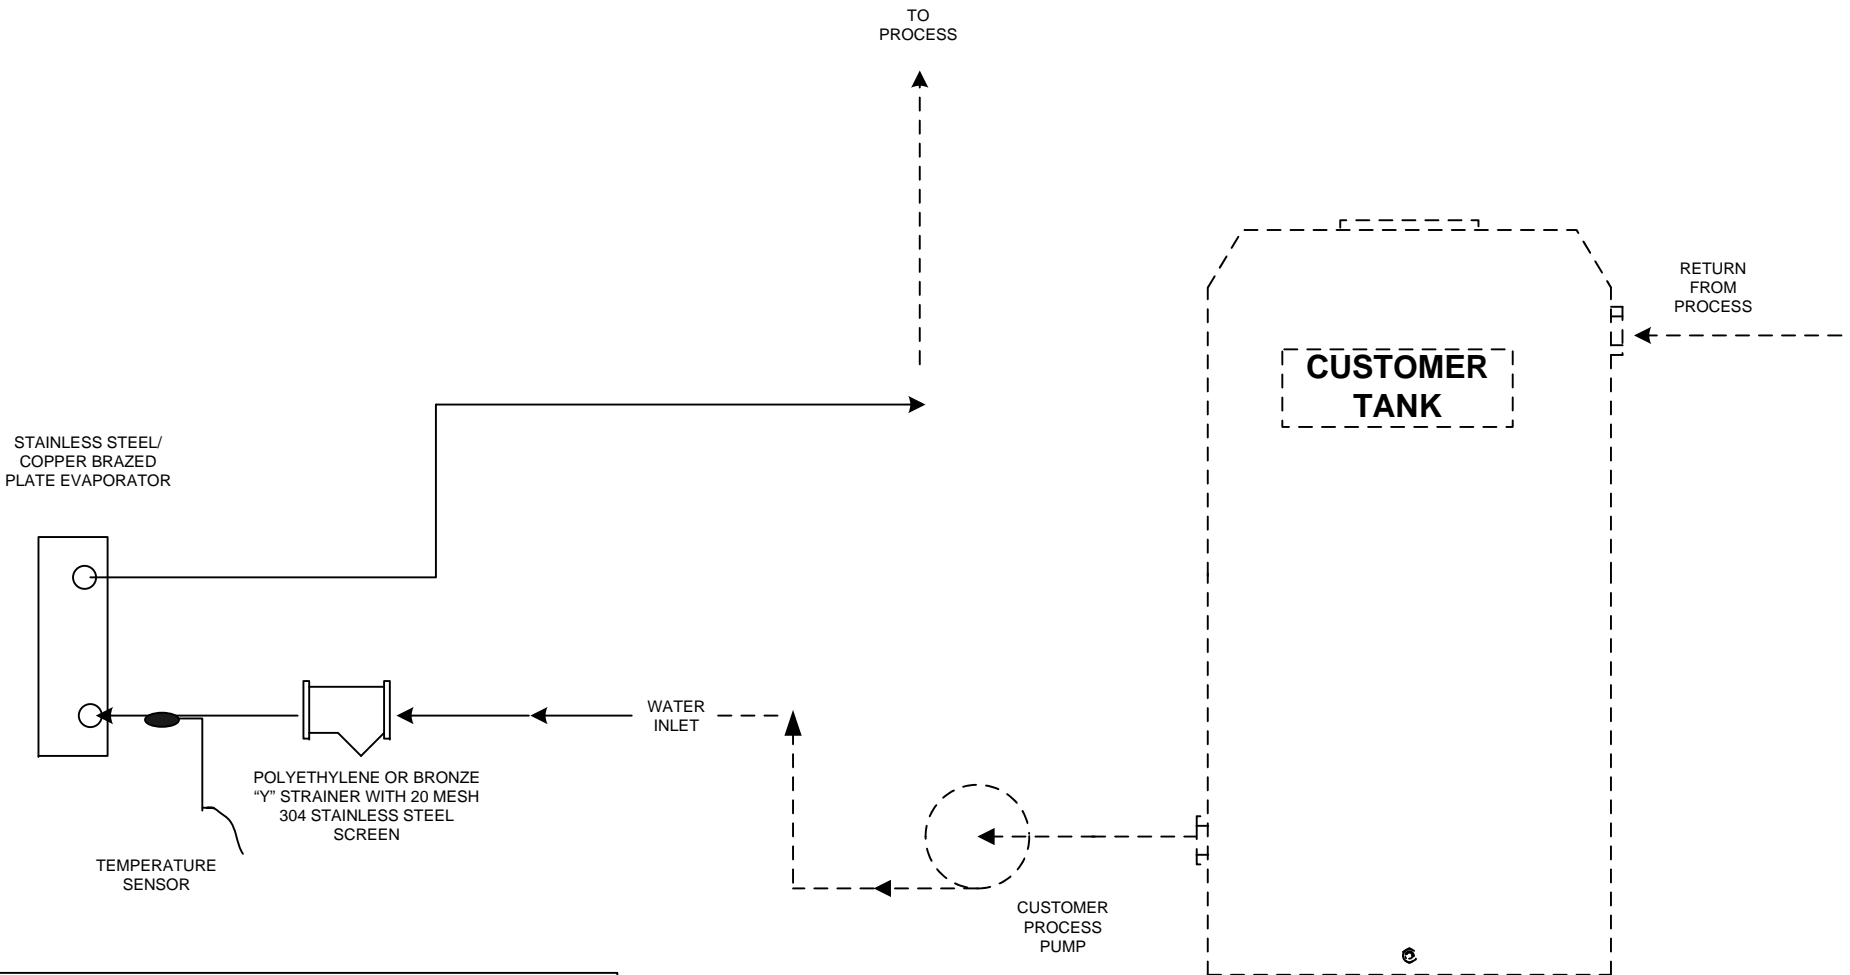 TO
PROCESS
RETURN
FROM
PROCESS
CUSTOMER
TANK
STAINLESS STEEL/
COPPER BRAZED
PLATE EVAPORATOR
WATER
INLET
POLYETHYLENE OR BRONZE
“Y” STRAINER WITH 20 MESH
304 STAINLESS STEEL
SCREEN
TEMPERATURE
SENSOR
CUSTOMER
PROCESS
PUMP